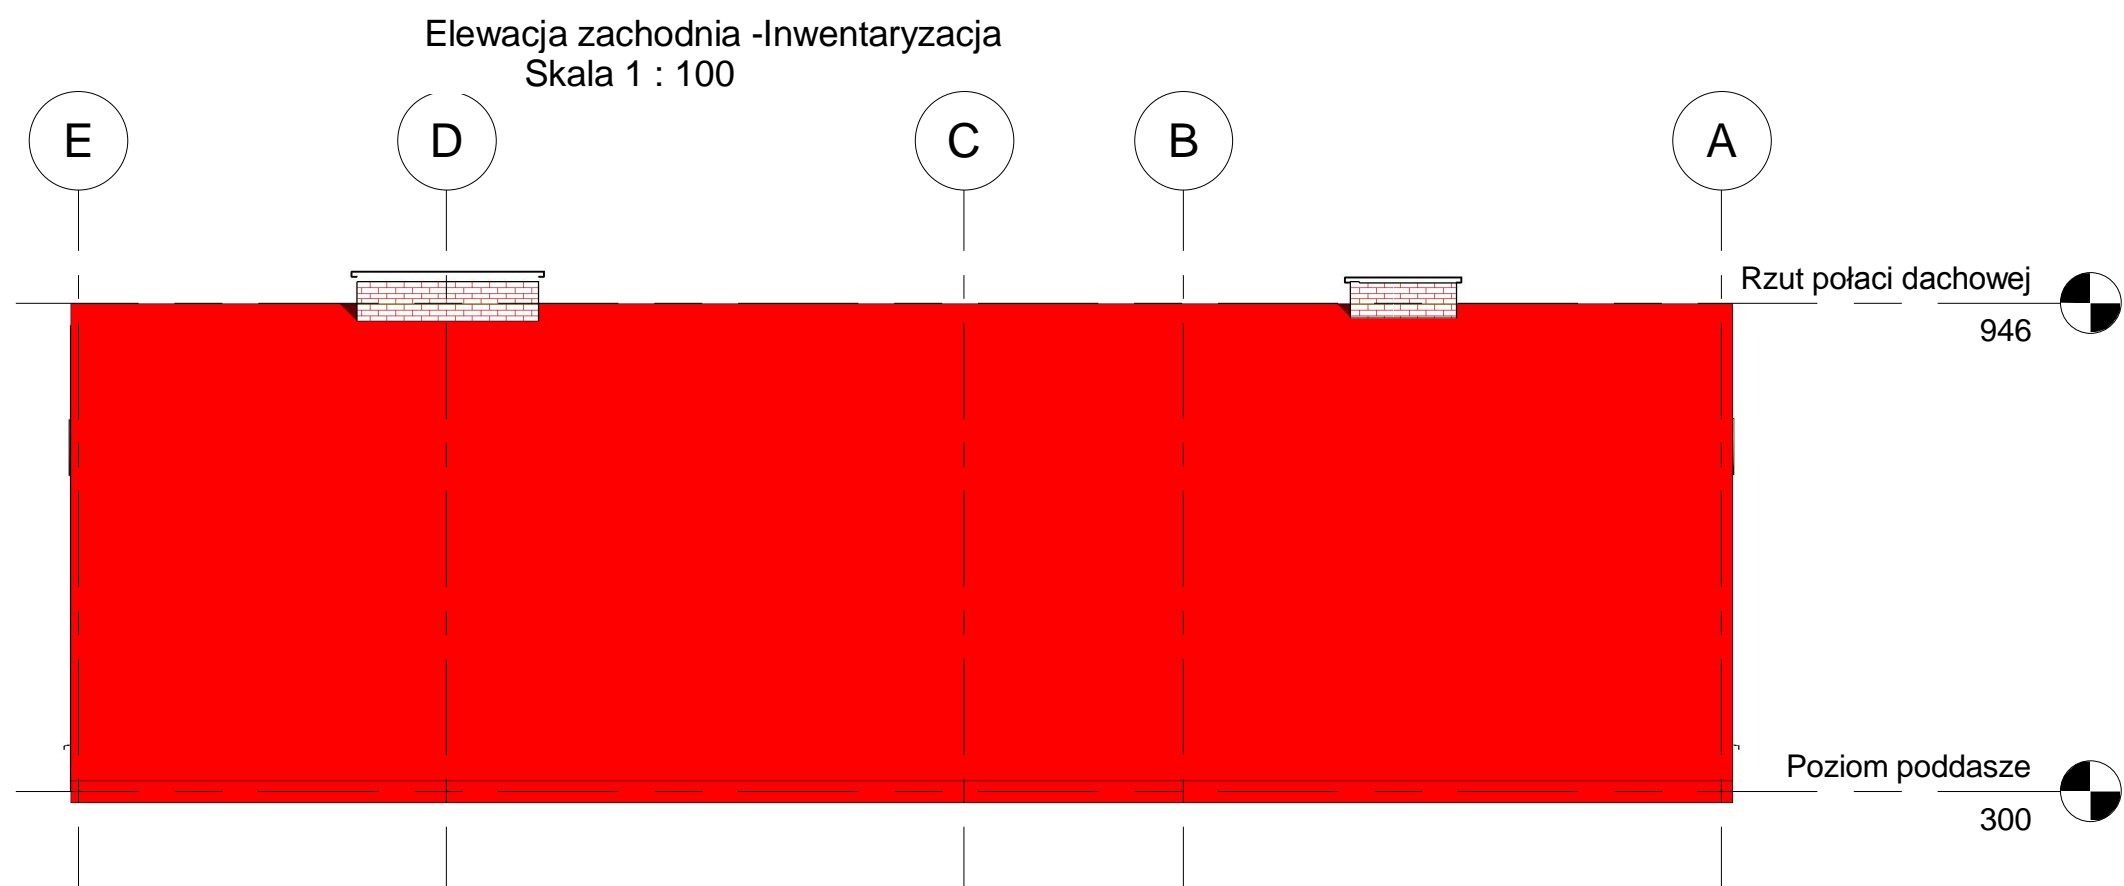 Elewacja zachodnia -Inwentaryzacja
Skala 1 : 100
E
D
C
B
A
Rzut połaci dachowej
946
Poziom poddasze
300